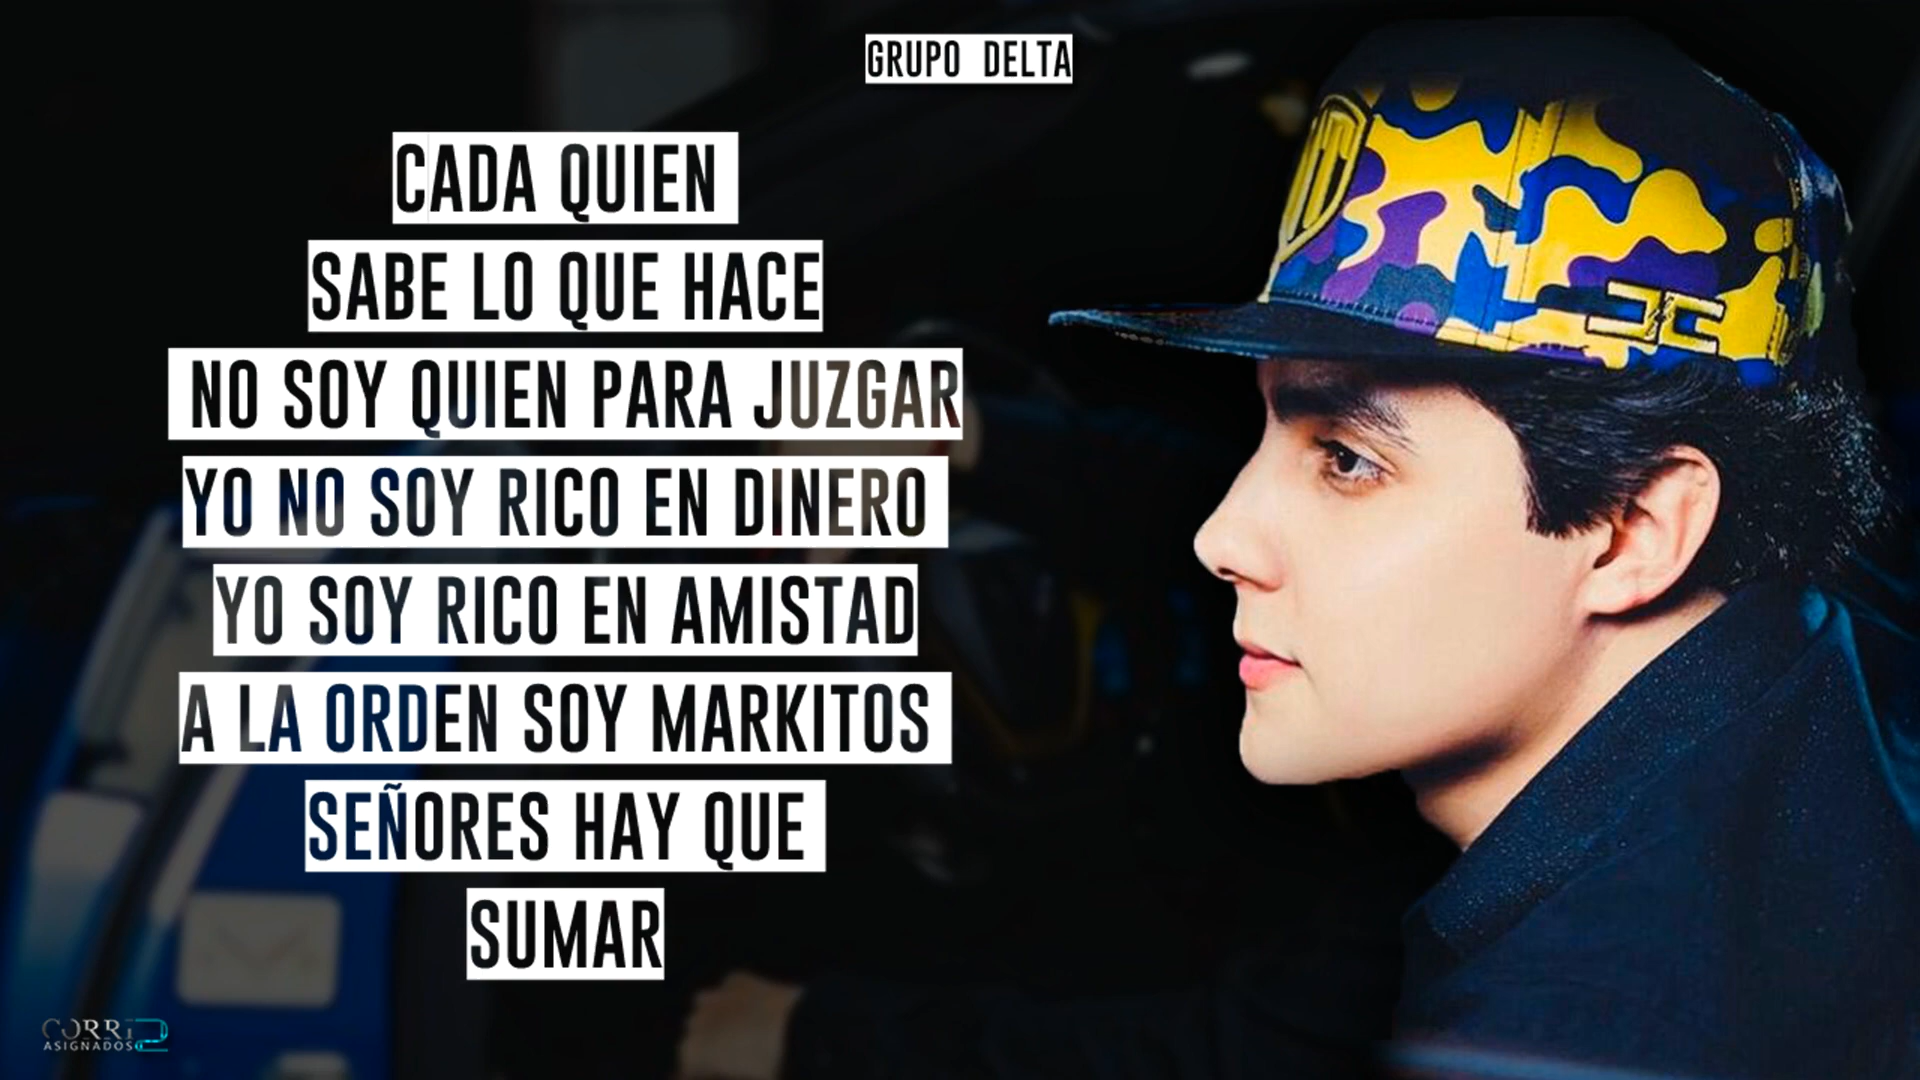 GRUPO DELTA
CADA QUIEN
SABE LO QUE HACE
NO SOY QUIEN PARA JUZGAR
YO NO SOY RICO EN DINERO
YO SOY RICO EN AMISTAD
A LA ORDEN SOY MARKITOS
SEÑORES HAY QUE
SUMAR
CORRI2
ASIGNADOS